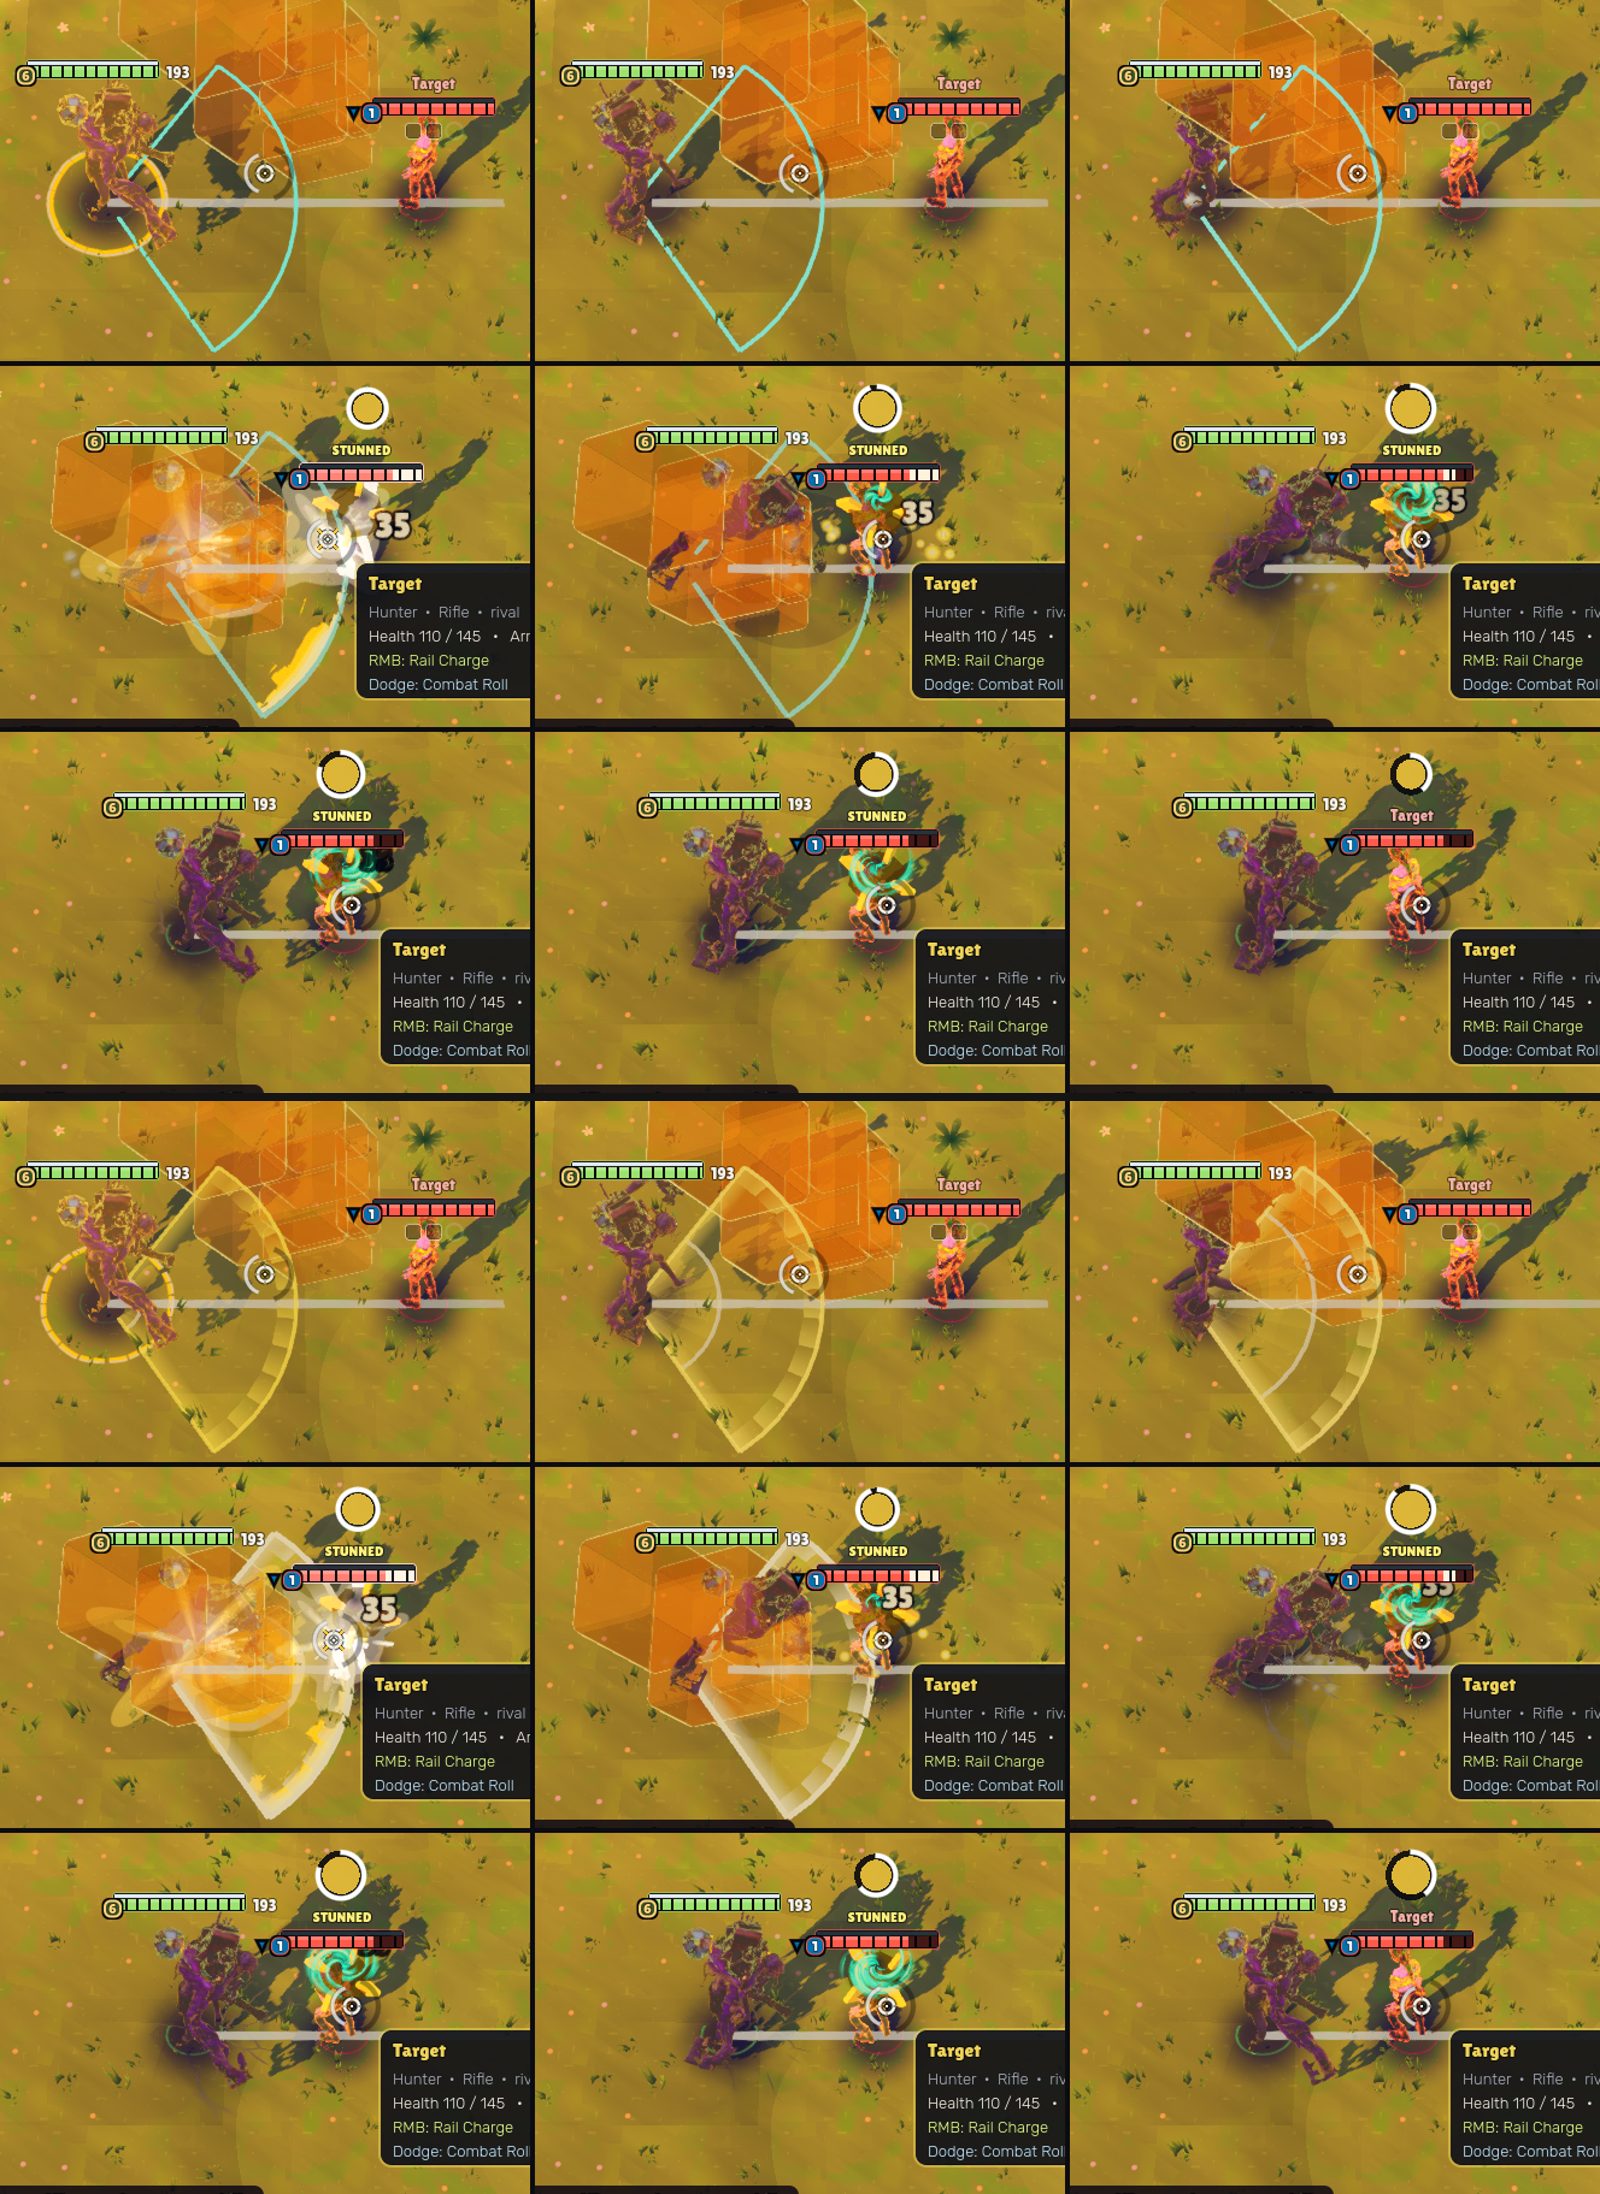 6 193 Target 1
6 193 Target 1
6 193 Target 1
6 193 STUNNED 1 35
Target
Hunter • Rifle • rival
Health 110 / 145 •
RMB: Rail Charge
Dodge: Combat Roll
6 193 STUNNED 1 35
Target
Hunter • Rifle •
Health 110 / 145 •
RMB: Rail Charge
Dodge: Combat Roll
6 193 STUNNED 1 35
Target
Hunter • Rifle •
Health 110 / 145 •
RMB: Rail Charge
Dodge: Combat Roll
6 193 STUNNED 1
Target
Hunter • Rifle •
Health 110 / 145 •
RMB: Rail Charge
Dodge: Combat Roll
6 193 STUNNED 1
Target
Hunter • Rifle •
Health 110 / 145 •
RMB: Rail Charge
Dodge: Combat Roll
6 193 Target 1
Target
Hunter • Rifle •
Health 110 / 145 •
RMB: Rail Charge
Dodge: Combat Roll
6 193 Target 1
6 193 Target 1
6 193 Target 1
6 193 STUNNED 1 35
Target
Hunter • Rifle • rival
Health 110 / 145 •
RMB: Rail Charge
Dodge: Combat Roll
6 193 STUNNED 1 35
Target
Hunter • Rifle •
Health 110 / 145 •
RMB: Rail Charge
Dodge: Combat Roll
6 193 STUNNED 1 35
Target
Hunter • Rifle •
Health 110 / 145 •
RMB: Rail Charge
Dodge: Combat Roll
6 193 STUNNED 1
Target
Hunter • Rifle •
Health 110 / 145 •
RMB: Rail Charge
Dodge: Combat Roll
6 193 STUNNED 1
Target
Hunter • Rifle •
Health 110 / 145 •
RMB: Rail Charge
Dodge: Combat Roll
6 193 Target 1
Target
Hunter • Rifle •
Health 110 / 145 •
RMB: Rail Charge
Dodge: Combat Roll